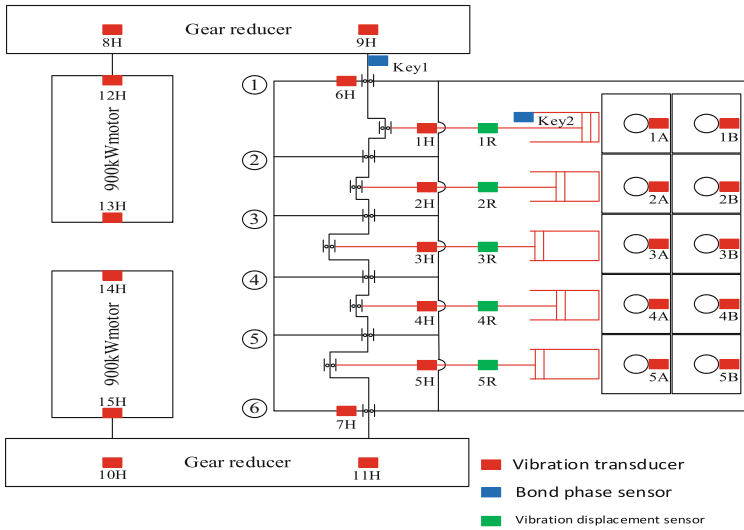 Gear reducer
8H
9H
Key1
①
6H
12H
900kWmotor
13H
Key2
1H
1R
1A
1B
②
2H
2R
2A
2B
③
3H
3R
3A
3B
④
14H
900kWmotor
15H
4H
4R
4A
4B
⑤
5H
5R
5A
5B
⑥
7H
Gear reducer
10H
11H
Vibration transducer
Bond phase sensor
Vibration displacement sensor